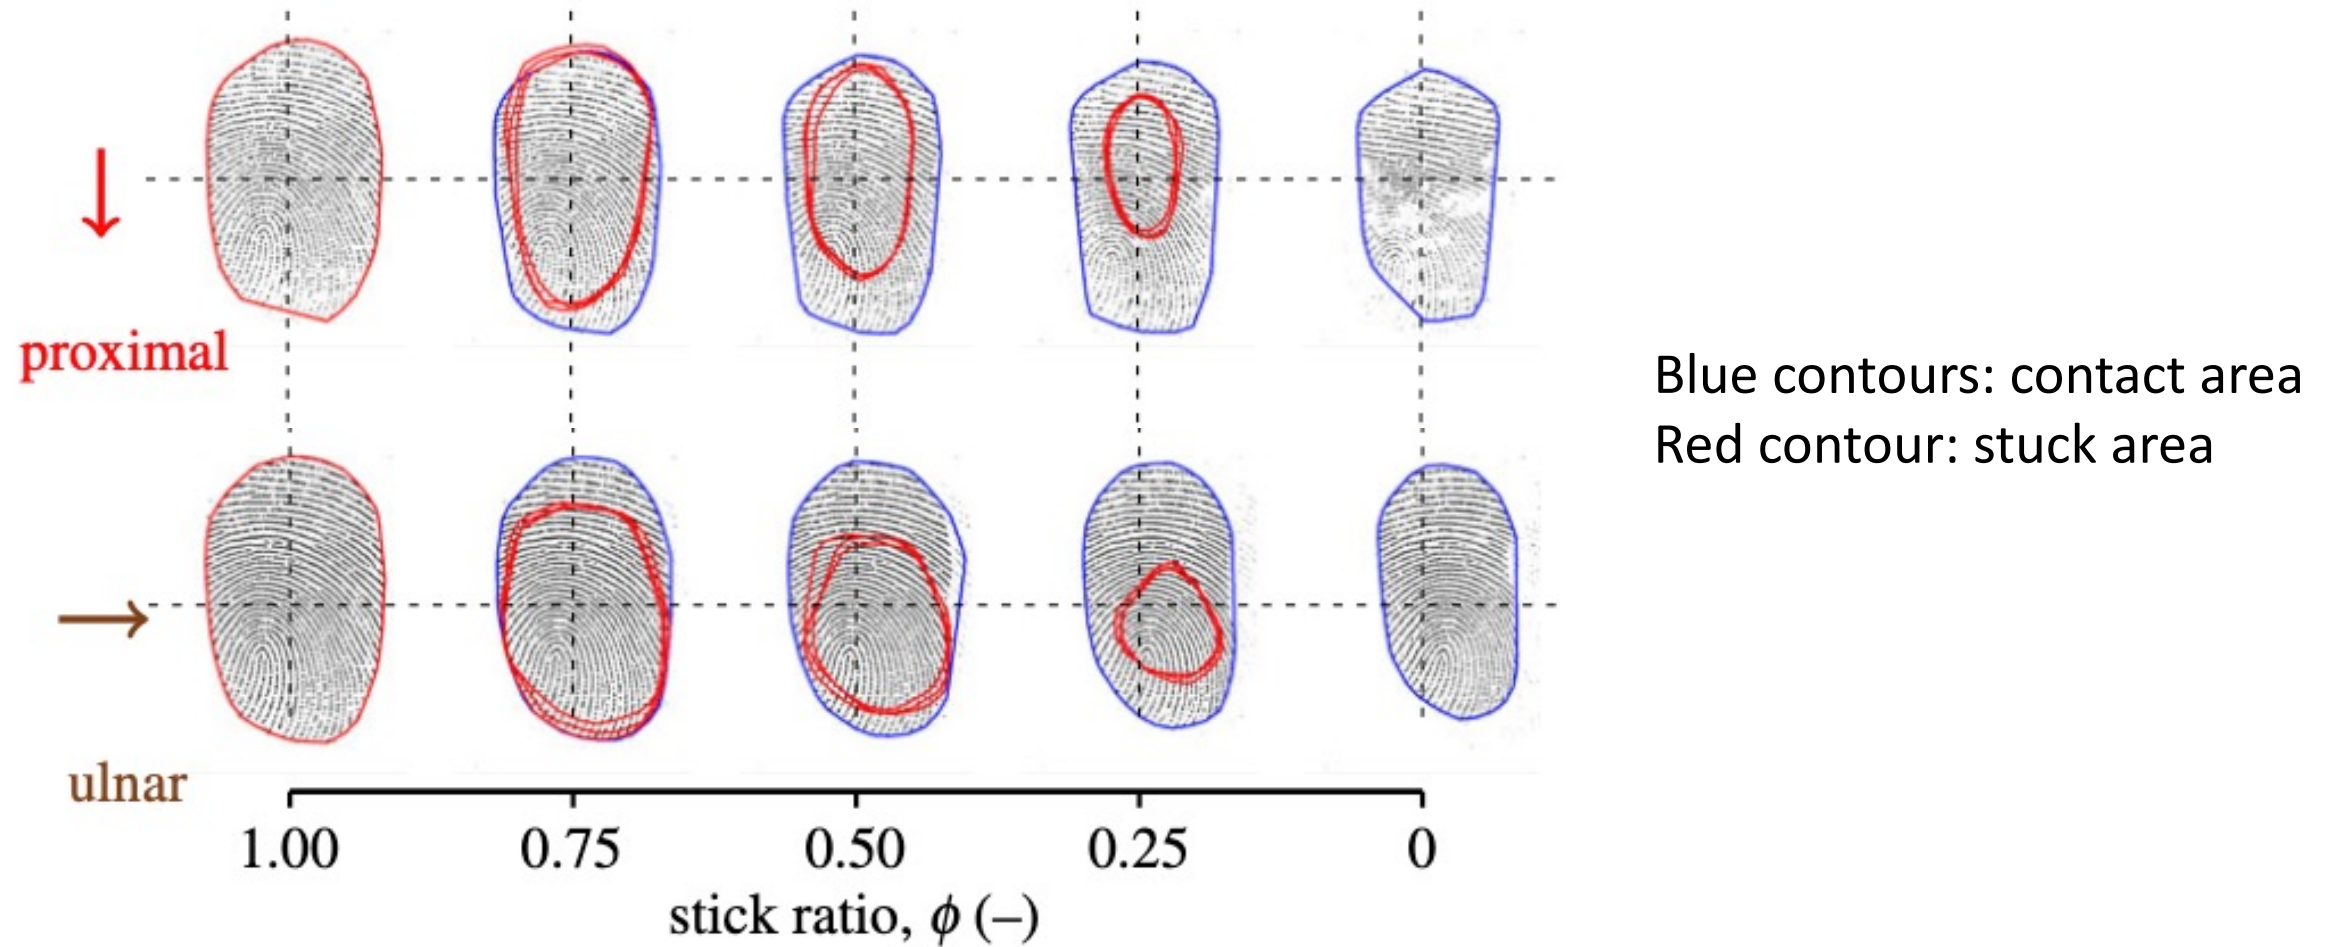 proximal
Blue contours: contact area
Red contour: stuck area
ulnar
1.00 0.75 0.50 0.25 0
stick ratio, ϕ (–)